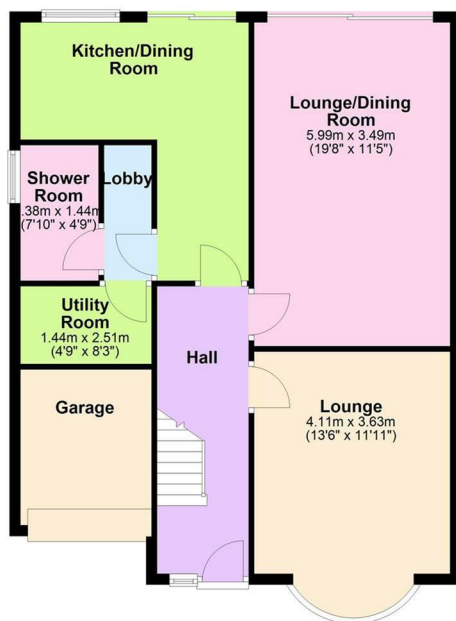 Kitchen/Dining
Room
Lounge/Dining
Room
5.99m x 3.49m
(19'8" x 11'5")
Shower
Room
.38m x 1.44m
(7'10" x 4'9")
Lobby
Utility
Room
1.44m x 2.51m
(4'9" x 8'3")
Hall
Garage
Lounge
4.11m x 3.63m
(13'6" x 11'11")